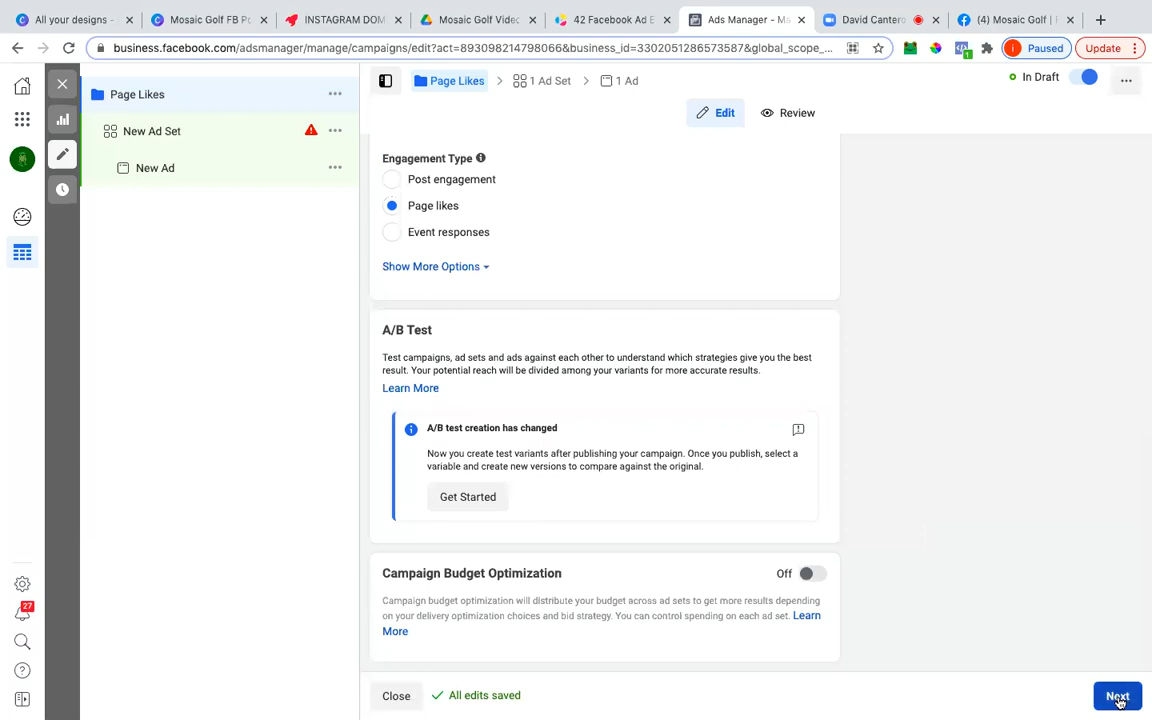 All your designs -
Mosaic Golf FB Po
INSTAGRAM DOM
Mosaic Golf Video
42 Facebook Ad E
Ads Manager - Ma
David Cantero
(4) Mosaic Golf |
business.facebook.com/adsmanager/manage/campaigns/edit?act=893098214798066&business_id=3302051286573587&global_scope_...
1
i
Paused
Update
Page Likes
New Ad Set
New Ad
27
Page Likes
1 Ad Set
1 Ad
In Draft
Edit
Review
Engagement Type
Post engagement
Page likes
Event responses
Show More Options
A/B Test
Test campaigns, ad sets and ads against each other to understand which strategies give you the best
result. Your potential reach will be divided among your variants for more accurate results.
Learn More
A/B test creation has changed
Now you create test variants after publishing your campaign. Once you publish, select a
variable and create new versions to compare against the original.
Get Started
Campaign Budget Optimization
Off
Campaign budget optimization will distribute your budget across ad sets to get more results depending
on your delivery optimization choices and bid strategy. You can control spending on each ad set. Learn
More
Close
All edits saved
Next